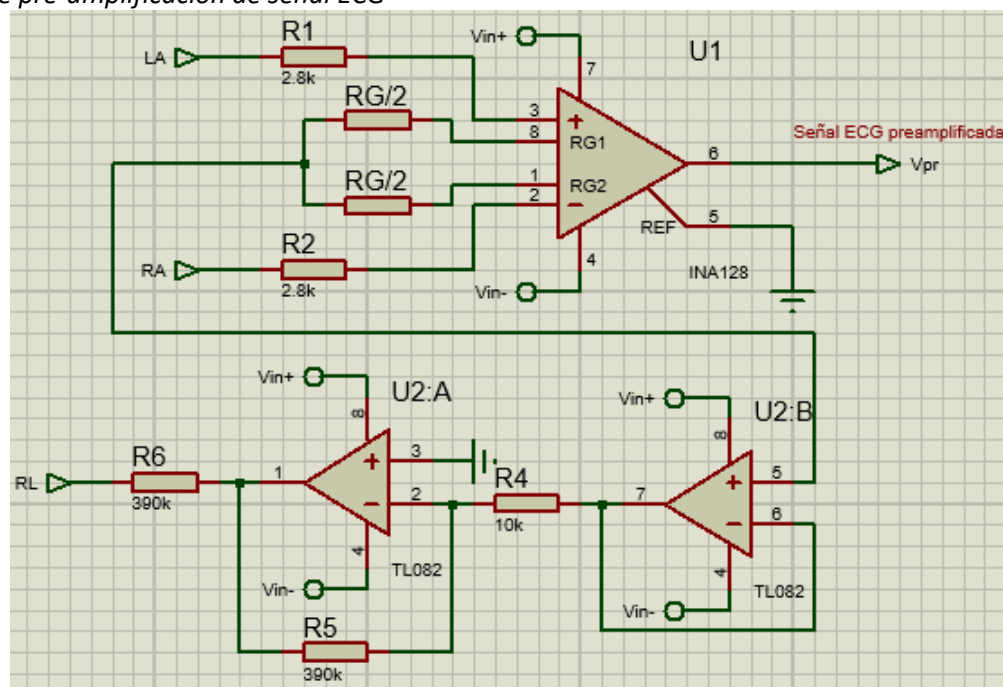 e pre-amplificación de señal ECG
Vin+
R1
U1
LA
2.8k
7
RG/2
3
8
RG1
Señal ECG preamplificada
6
Vpr
RG/2
1
2
RG2
REF
5
R2
4
RA
2.8k
INA128
Vin-
Vin+
U2:A
Vin+
U2:B
8
8
R6
1
3
R4
5
RL
390k
2
7
6
10k
4
TL082
4
TL082
Vin-
Vin-
R5
390k